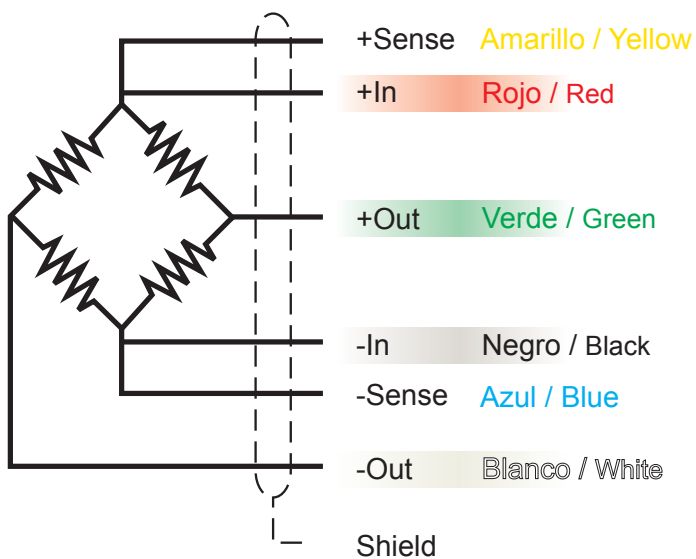 +Sense Amarillo / Yellow
+In Rojo / Red
+Out Verde / Green
-In Negro / Black
-Sense Azul / Blue
-Out Blanco / White
Shield